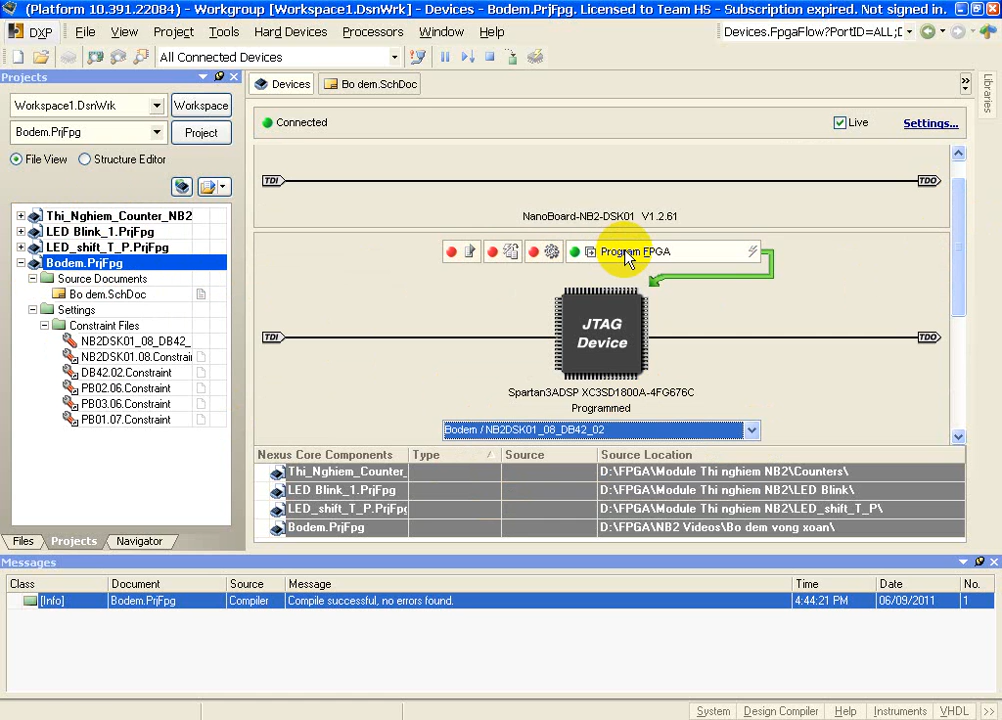 (Platform 10.391.22084) - Workgroup [Workspace1.DsnWrk] - Devices - Bodem.PrjFpg. Licensed to Team HS - Subscription expired. Not signed in.
DXP File View Project Tools Hard Devices Processors Window Help Devices.FpgaFlow?PortID=ALL;D
All Connected Devices
Projects
Devices Bo dem.SchDoc
Libraries
Workspace1.DsnWrk Workspace
Bodem.PrjFpg Project
File View Structure Editor
Connected Live Settings...
TDI TDO
NanoBoard-NB2-DSK01 V1.2.61
Program FPGA
JTAG
Device
TDI TDO
Spartan3ADSP XC3SD1800A-4FG676C
Programmed
Bodem / NB2DSK01_08_DB42_02
Thi_Nghiem_Counter_NB2
LED Blink_1.PrjFpg
LED_shift_T_P.PrjFpg
Bodem.PrjFpg
Source Documents
Bo dem.SchDoc
Settings
Constraint Files
NB2DSK01_08_DB42_
NB2DSK01.08.Constrai
DB42.02.Constraint
PB02.06.Constraint
PB03.06.Constraint
PB01.07.Constraint
Nexus Core Components Type Source Source Location
Thi_Nghiem_Counter_ D:\FPGA\Module Thi nghiem NB2\Counters\
LED Blink_1.PrjFpg D:\FPGA\Module Thi nghiem NB2\LED Blink\
LED_shift_T_P.PrjFpg D:\FPGA\Module Thi nghiem NB2\LED_shift_T_P\
Bodem.PrjFpg D:\FPGA\NB2 Videos\Bo dem vong xoan\
Files Projects Navigator
Messages
Class Document Source Message Time Date No.
[Info] Bodem.PrjFpg Compiler Compile successful, no errors found. 4:44:21 PM 06/09/2011 1
System Design Compiler Help Instruments VHDL >>